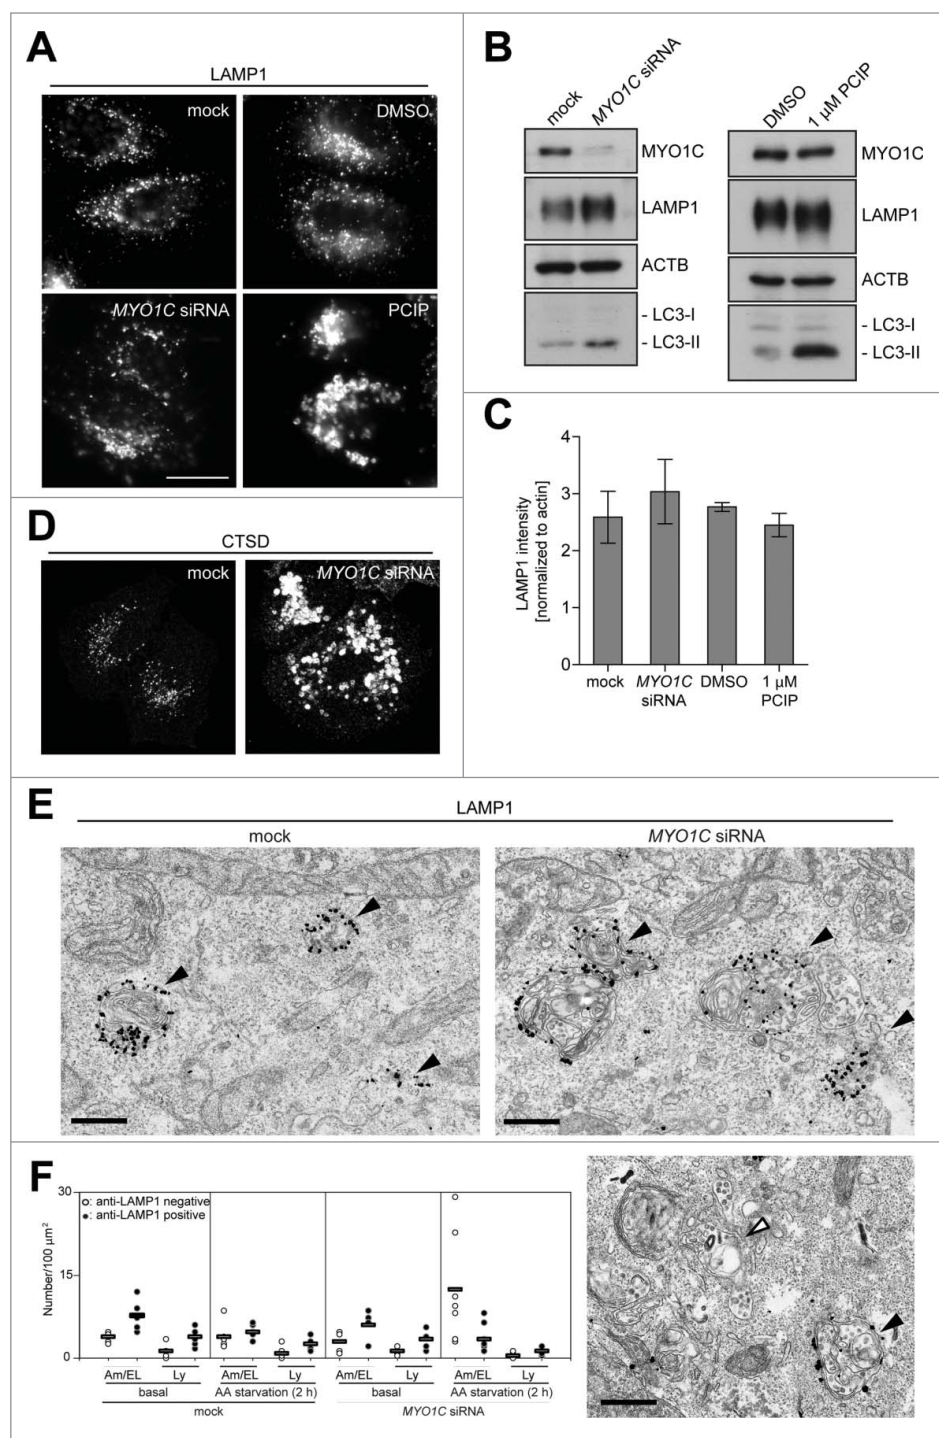 A
LAMP1
mock
DMSO
MYO1C siRNA
PCIP
B
mock
MYO1C siRNA
MYO1C
LAMP1
ACTB
- LC3-I
- LC3-II
DMSO
1 µM PCIP
MYO1C
LAMP1
ACTB
- LC3-I
- LC3-II
C
LAMP1 intensity
[normalized to actin]
4
3
2
1
0
mock
MYO1C
siRNA
DMSO
1 µM
PCIP
D
CTSD
mock
MYO1C siRNA
E
LAMP1
mock
MYO1C siRNA
F
Number/100 µm²
30
15
0
o: anti-LAMP1 negative
•: anti-LAMP1 positive
Am/EL Ly Am/EL Ly Am/EL Ly Am/EL Ly
basal AA starvation (2 h) basal AA starvation (2 h)
mock MYO1C siRNA